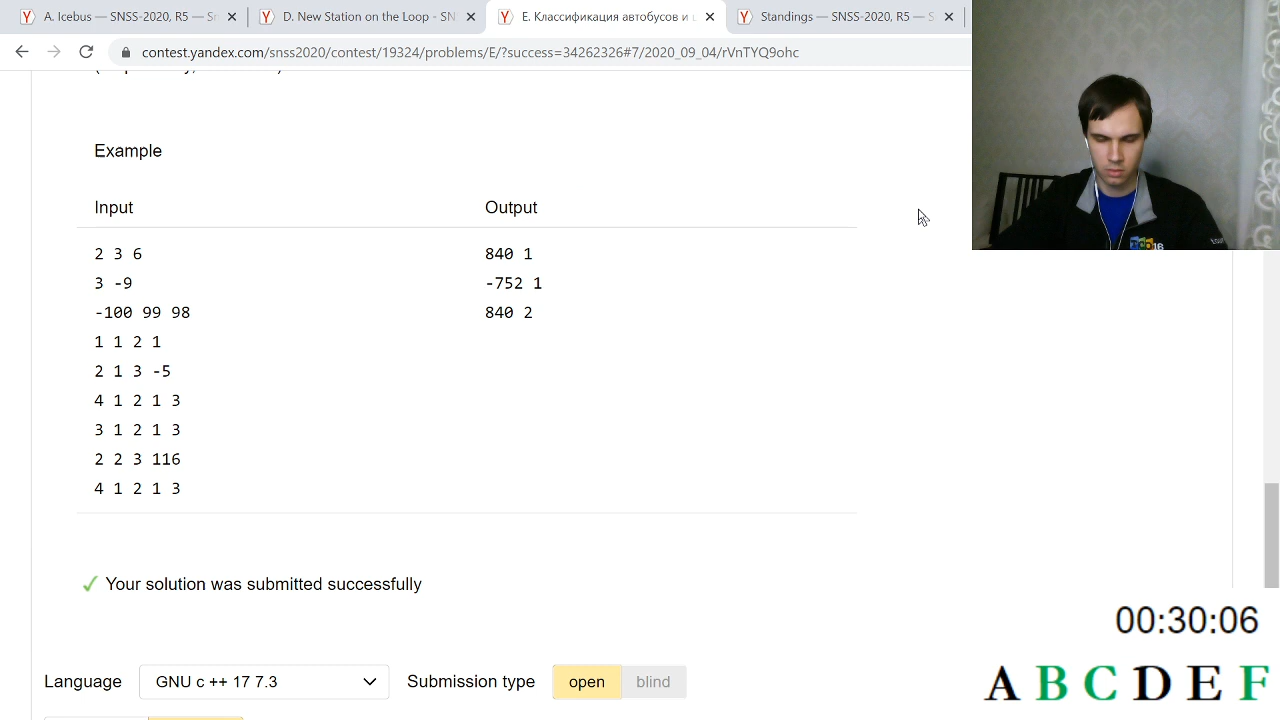 A. Icebus — SNSS-2020, R5 — Sn
D. New Station on the Loop - SN
E. Классификация автобусов и ц
Standings — SNSS-2020, R5 — S
contest.yandex.com/snss2020/contest/19324/problems/E/?success=34262326#7/2020_09_04/rVnTYQ9ohc
Example
Input Output
2 3 6 840 1
3 -9 -752 1
-100 99 98 840 2
1 1 2 1
2 1 3 -5
4 1 2 1 3
3 1 2 1 3
2 2 3 116
4 1 2 1 3
Your solution was submitted successfully
00:30:06
Language GNU c ++ 17 7.3 Submission type open blind
A B C D E F